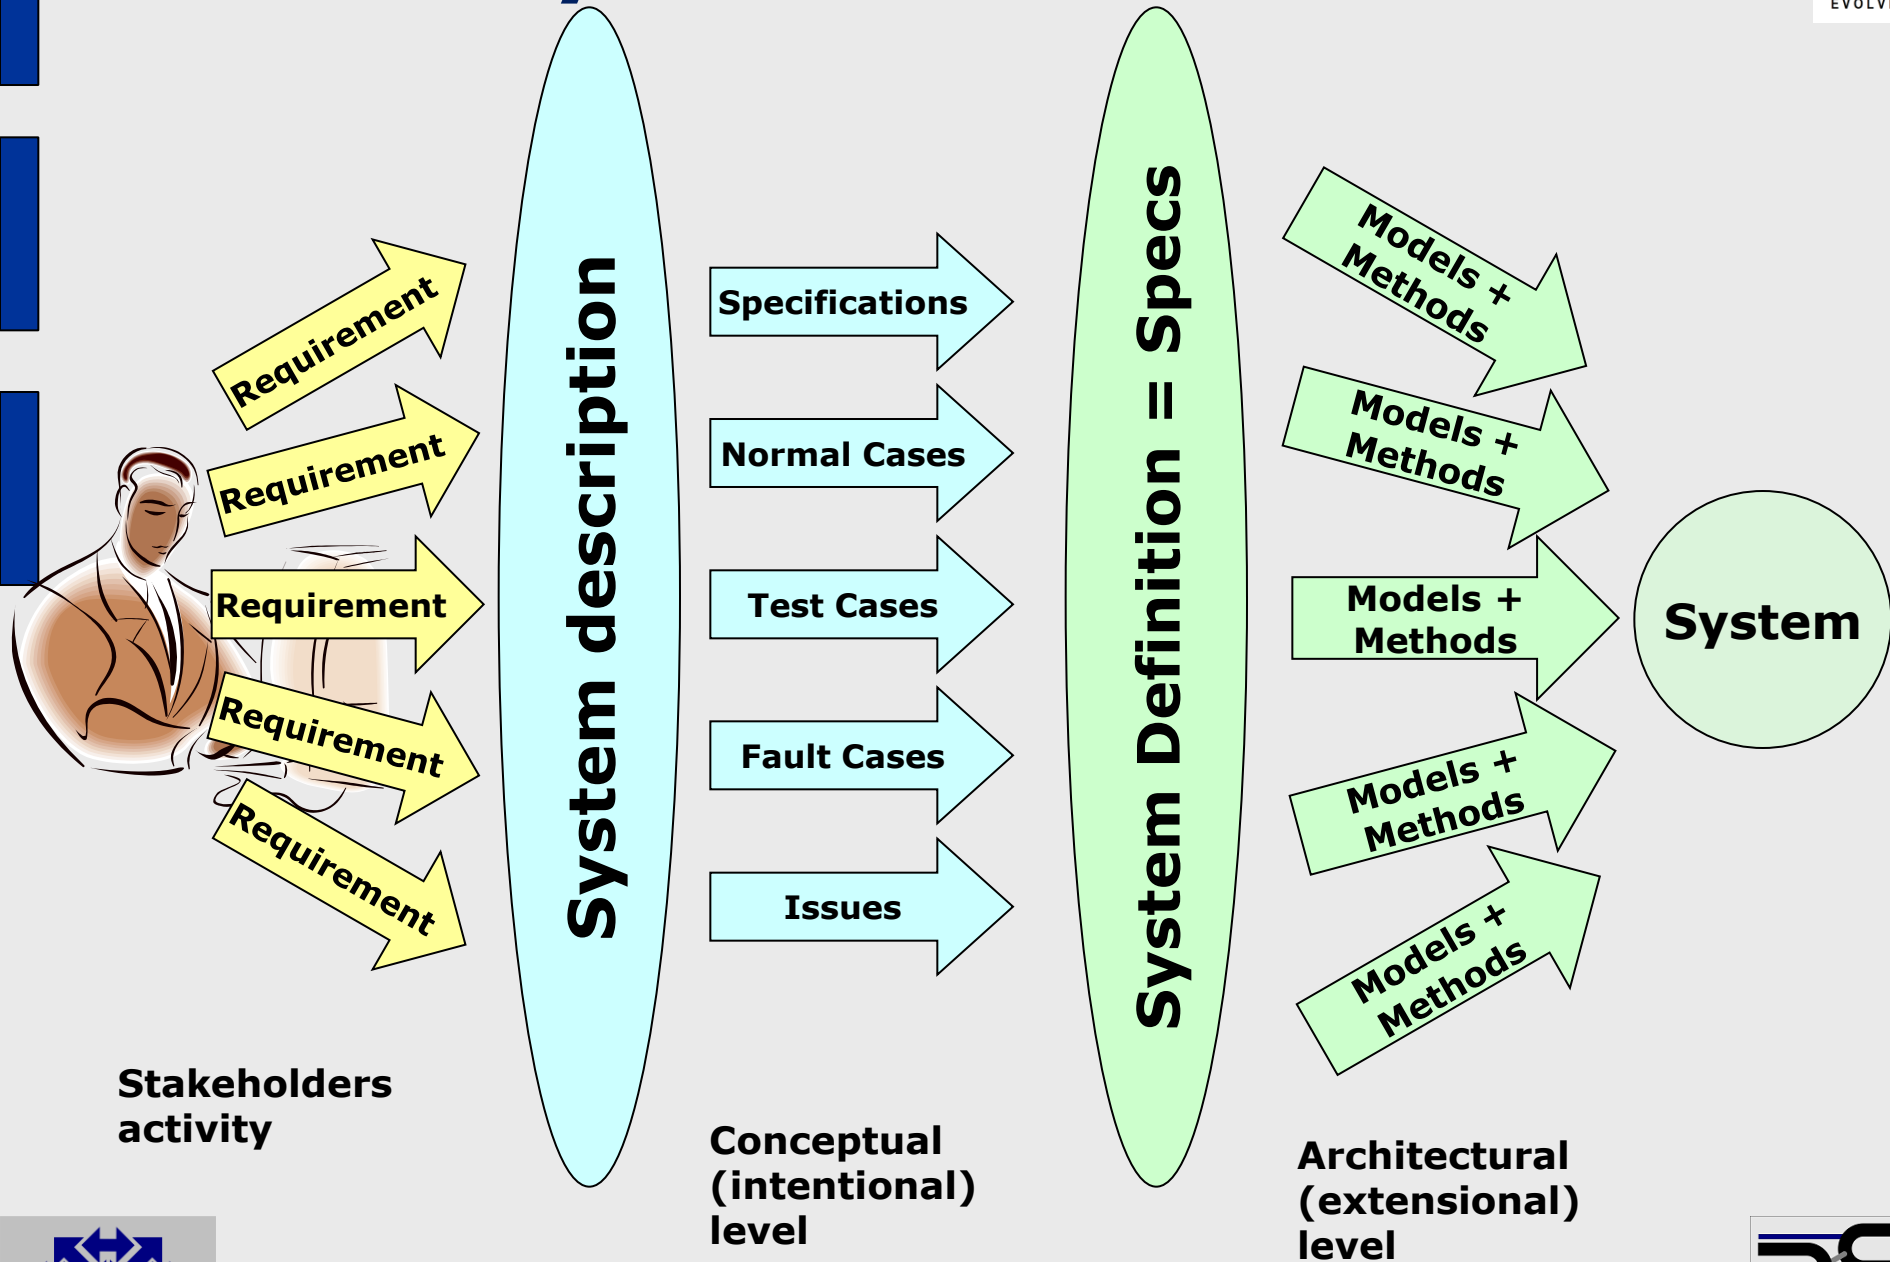 EVOLV
Requirement
Requirement
Requirement
Requirement
Requirement
System description
Specifications
Normal Cases
Test Cases
Fault Cases
Issues
System Definition = Specs
Models +
Methods
Models +
Methods
Models +
Methods
Models +
Methods
Models +
Methods
System
Stakeholders
activity
Conceptual
(intentional)
level
Architectural
(extensional)
level